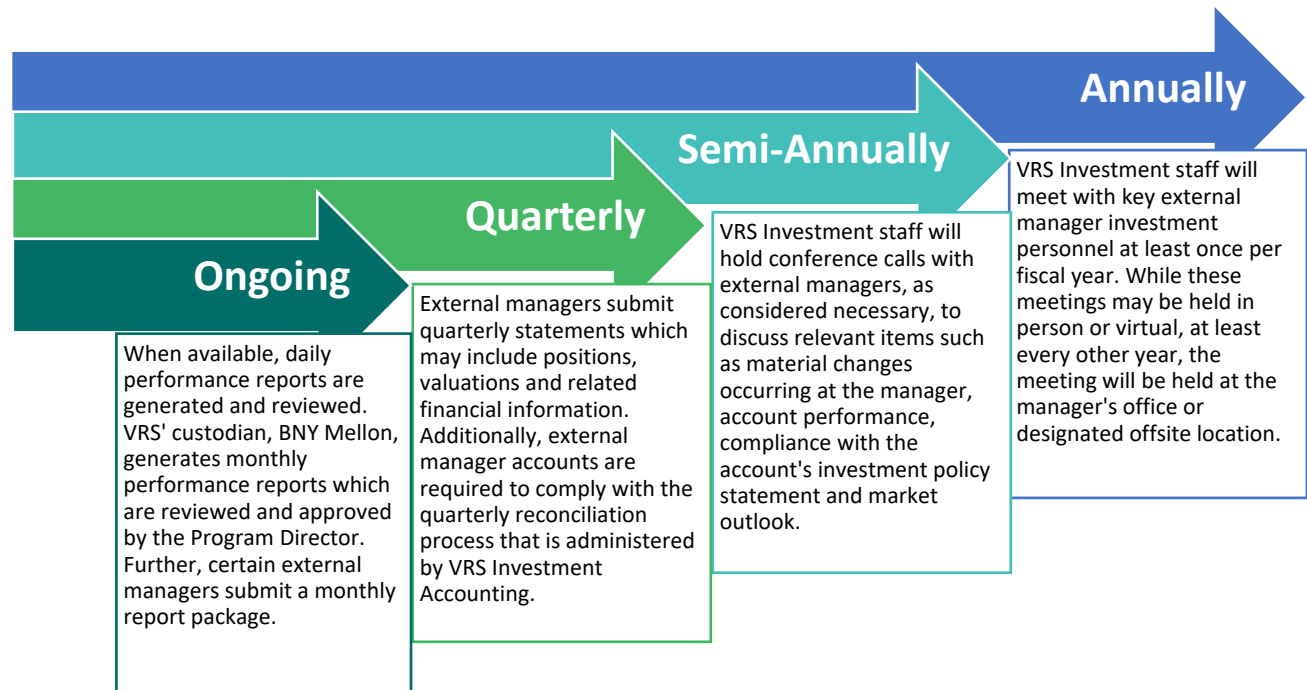 Annually
VRS Investment staff will
meet with key external
manager investment
personnel at least once per
fiscal year. While these
meetings may be held in
person or virtual, at least
every other year, the
meeting will be held at the
manager's office or
designated offsite location.
Semi-Annually
VRS Investment staff will
hold conference calls with
external managers, as
considered necessary, to
discuss relevant items such
as material changes
occurring at the manager,
account performance,
compliance with the
account's investment policy
statement and market
outlook.
Quarterly
External managers submit
quarterly statements which
may include positions,
valuations and related
financial information.
Additionally, external
manager accounts are
required to comply with the
quarterly reconciliation
process that is administered
by VRS Investment
Accounting.
Ongoing
When available, daily
performance reports are
generated and reviewed.
VRS' custodian, BNY Mellon,
generates monthly
performance reports which
are reviewed and approved
by the Program Director.
Further, certain external
managers submit a monthly
report package.